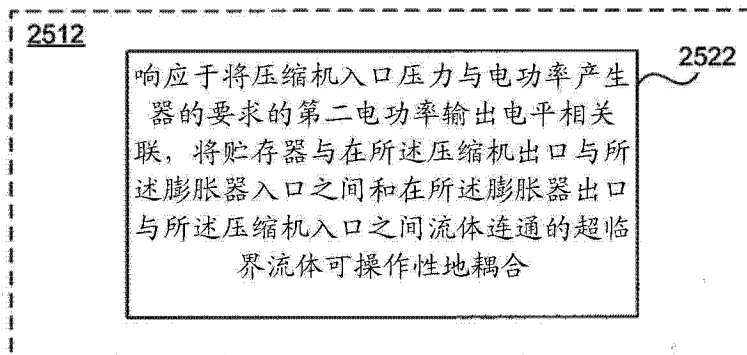 2512
2522
响应于将压缩机入口压力与电功率产生
器的要求的第二电功率输出电平相关
联，将贮存器与在所述压缩机出口与所
述膨胀器入口之间和在所述膨胀器出口
与所述压缩机入口之间流体连通的超临
界流体可操作性地耦合